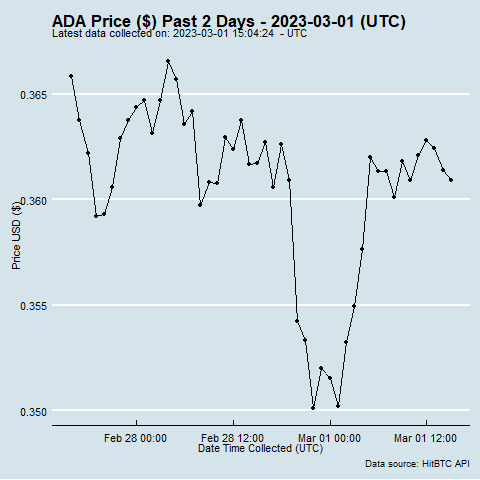 ADA Price ($) Past 2 Days - 2023-03-01 (UTC)
Latest data collected on: 2023-03-01 15:04:24 - UTC
0.365
0.360
0.355
0.350
Price USD ($)
Feb 28 00:00 Feb 28 12:00 Mar 01 00:00 Mar 01 12:00
Date Time Collected (UTC)
Data source: HitBTC API